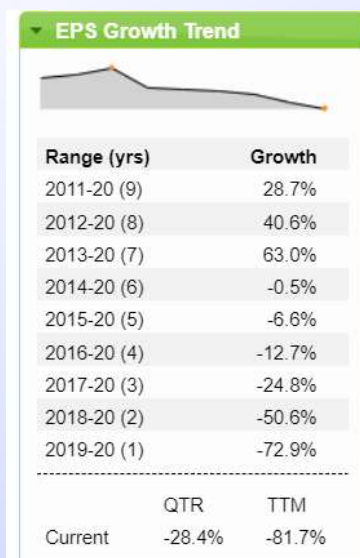 EPS Growth Trend
Range (yrs) Growth
2011-20 (9) 28.7%
2012-20 (8) 40.6%
2013-20 (7) 63.0%
2014-20 (6) -0.5%
2015-20 (5) -6.6%
2016-20 (4) -12.7%
2017-20 (3) -24.8%
2018-20 (2) -50.6%
2019-20 (1) -72.9%
QTR TTM
Current -28.4% -81.7%